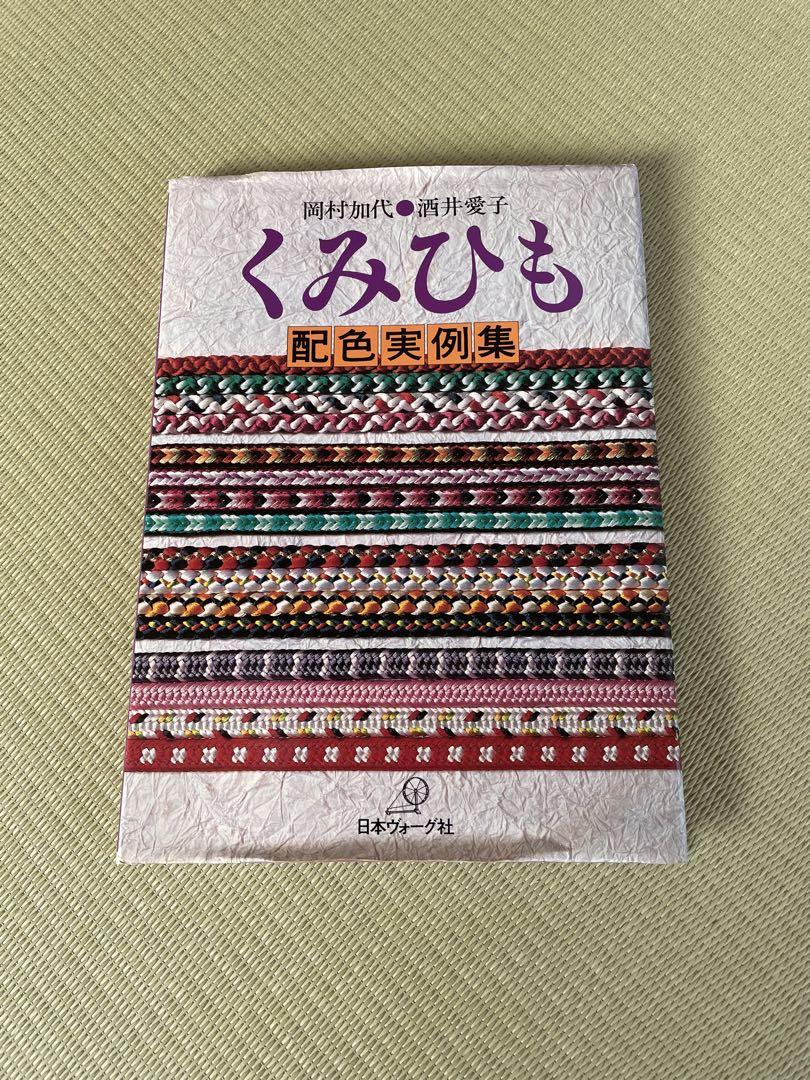 岡村加代●酒井愛子
くみひも
配色実例集
日本ヴォーグ社